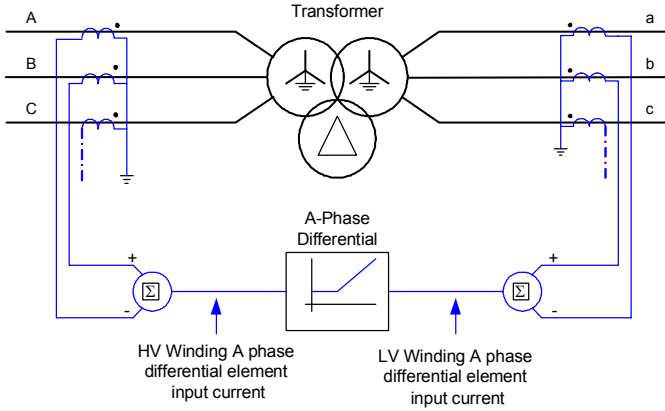 Transformer
A
a
B
b
C
c
A-Phase
Differential
+
Σ
-
+
Σ
-
HV Winding A phase
differential element
input current
LV Winding A phase
differential element
input current